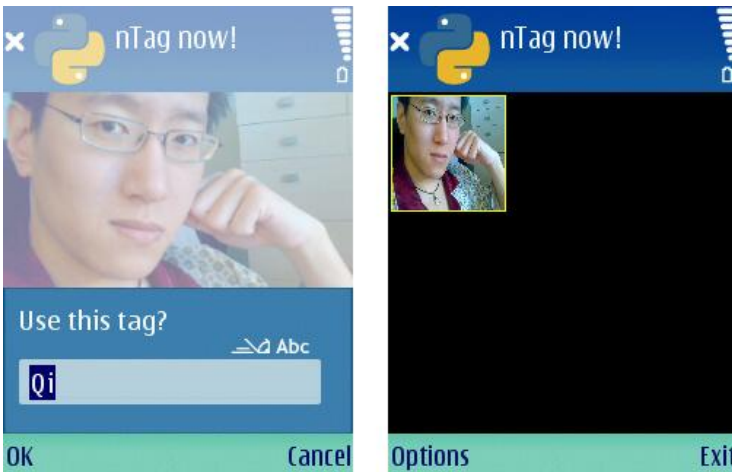 nTag now!
Use this tag?
Abc
Qi
OK Cancel
nTag now!
Options Exit